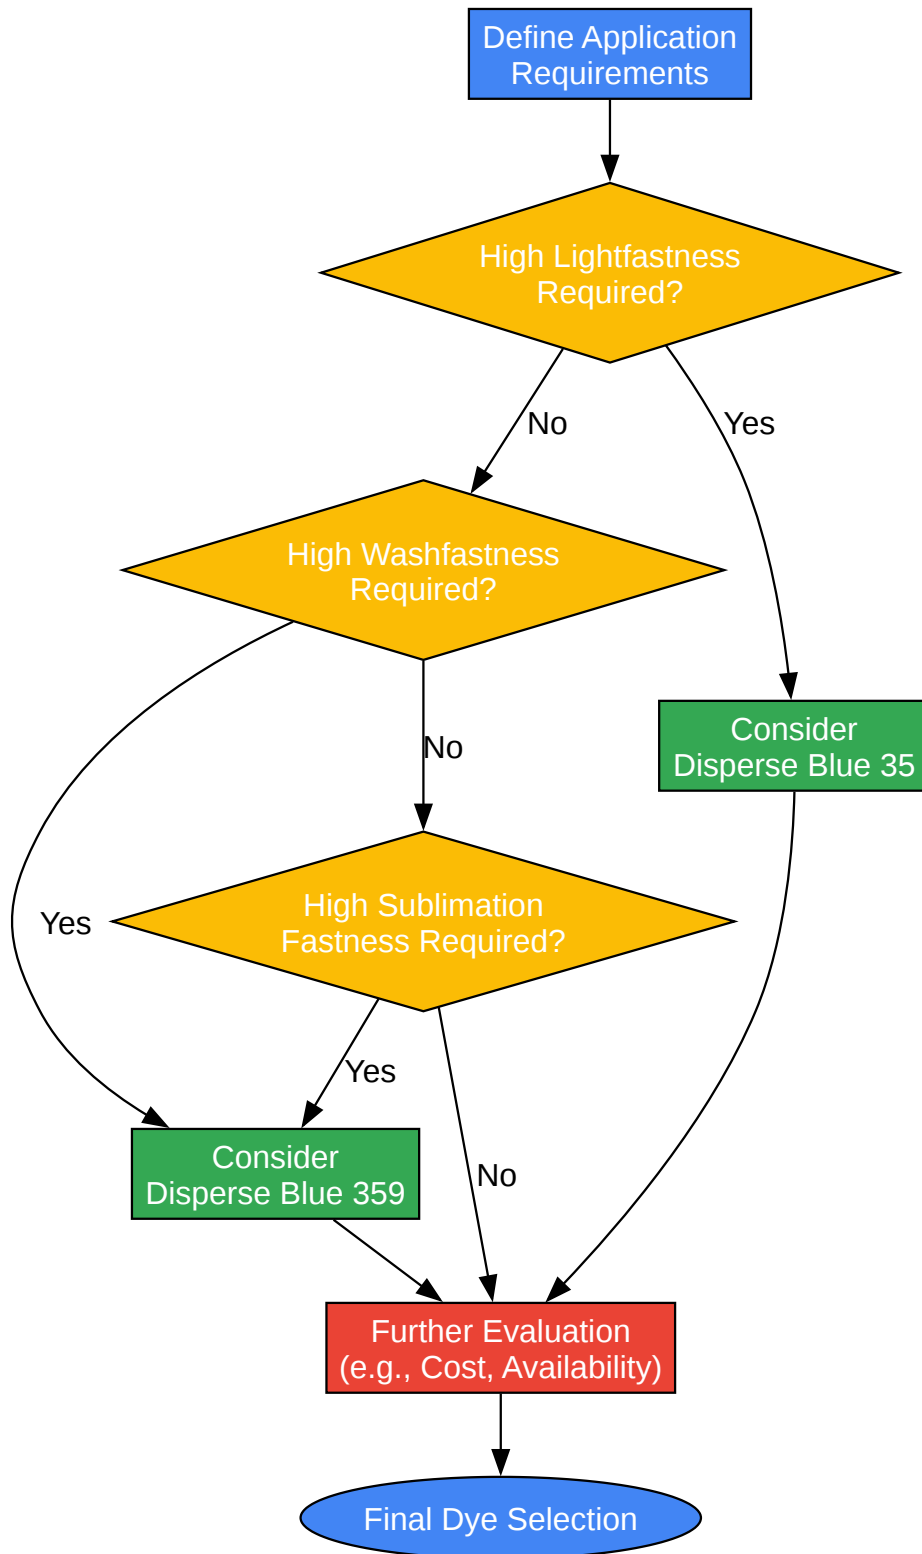 Define Application
Requirements
High Lightfastness
Required?
No
Yes
High Washfastness
Required?
Consider
Disperse Blue 35
No
High Sublimation
Fastness Required?
Yes
Yes
Consider
Disperse Blue 359
No
Further Evaluation
(e.g., Cost, Availability)
Final Dye Selection